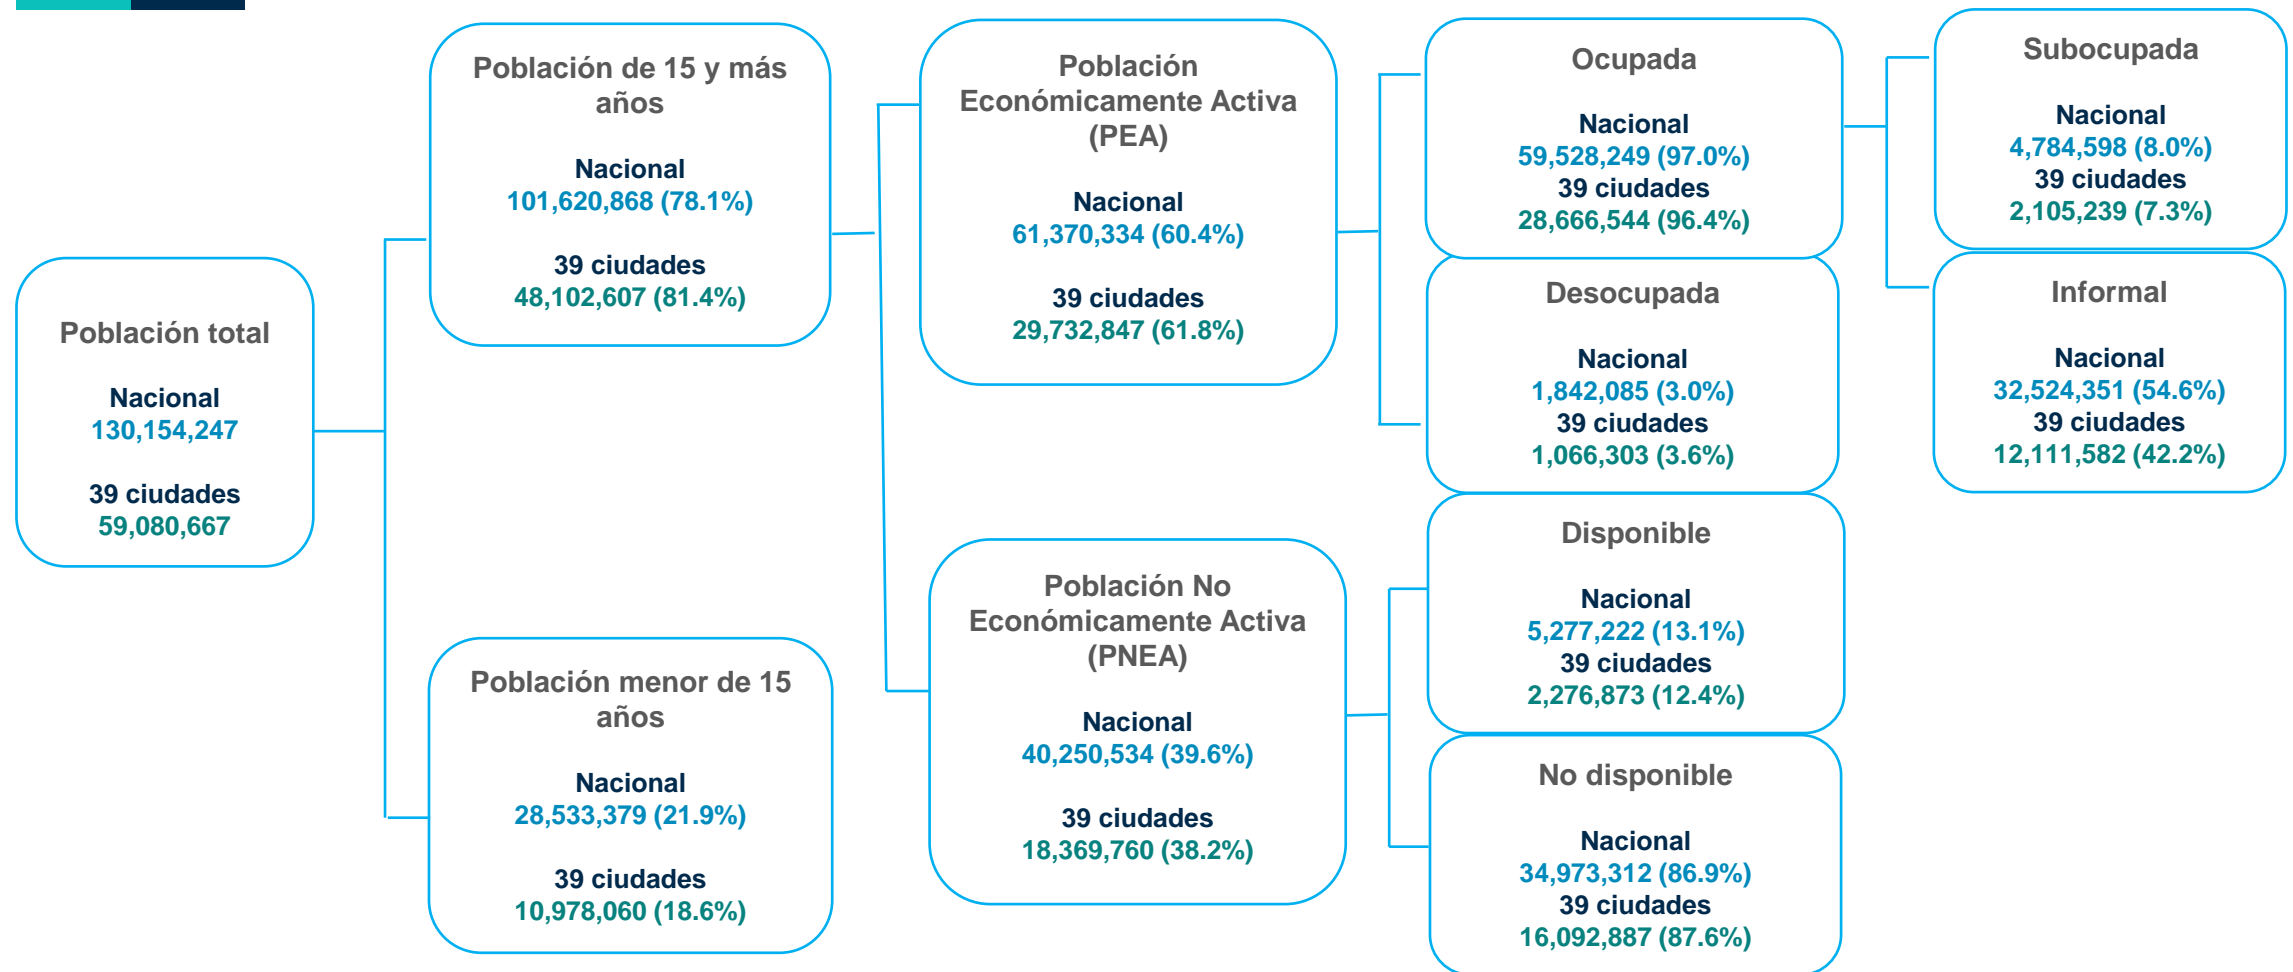 Población total
Nacional
130,154,247
39 ciudades
59,080,667
Población de 15 y más
años
Nacional
101,620,868 (78.1%)
39 ciudades
48,102,607 (81.4%)
Población menor de 15
años
Nacional
28,533,379 (21.9%)
39 ciudades
10,978,060 (18.6%)
Población
Económicamente Activa
(PEA)
Nacional
61,370,334 (60.4%)
39 ciudades
29,732,847 (61.8%)
Población No
Económicamente Activa
(PNEA)
Nacional
40,250,534 (39.6%)
39 ciudades
18,369,760 (38.2%)
Ocupada
Nacional
59,528,249 (97.0%)
39 ciudades
28,666,544 (96.4%)
Desocupada
Nacional
1,842,085 (3.0%)
39 ciudades
1,066,303 (3.6%)
Disponible
Nacional
5,277,222 (13.1%)
39 ciudades
2,276,873 (12.4%)
No disponible
Nacional
34,973,312 (86.9%)
39 ciudades
16,092,887 (87.6%)
Subocupada
Nacional
4,784,598 (8.0%)
39 ciudades
2,105,239 (7.3%)
Informal
Nacional
32,524,351 (54.6%)
39 ciudades
12,111,582 (42.2%)